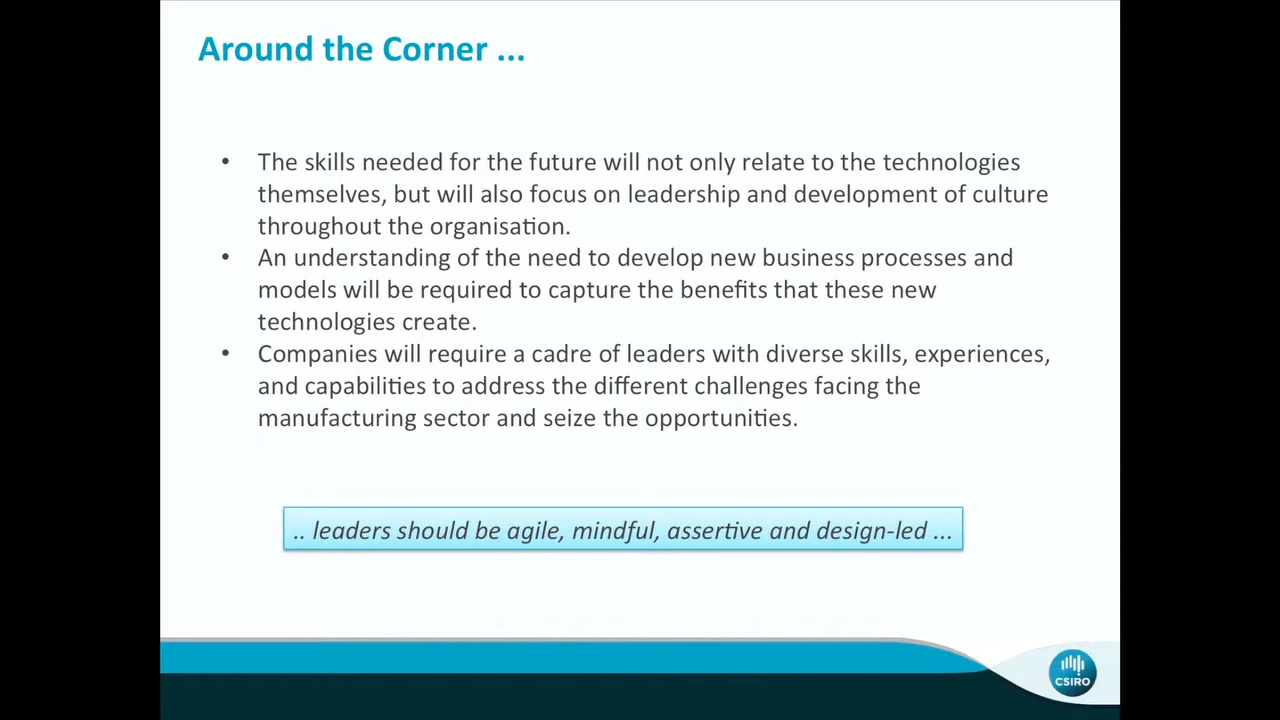 Around the Corner ...
• The skills needed for the future will not only relate to the technologies
themselves, but will also focus on leadership and development of culture
throughout the organisation.
• An understanding of the need to develop new business processes and
models will be required to capture the benefits that these new
technologies create.
• Companies will require a cadre of leaders with diverse skills, experiences,
and capabilities to address the different challenges facing the
manufacturing sector and seize the opportunities.
.. leaders should be agile, mindful, assertive and design-led ...
CSIRO